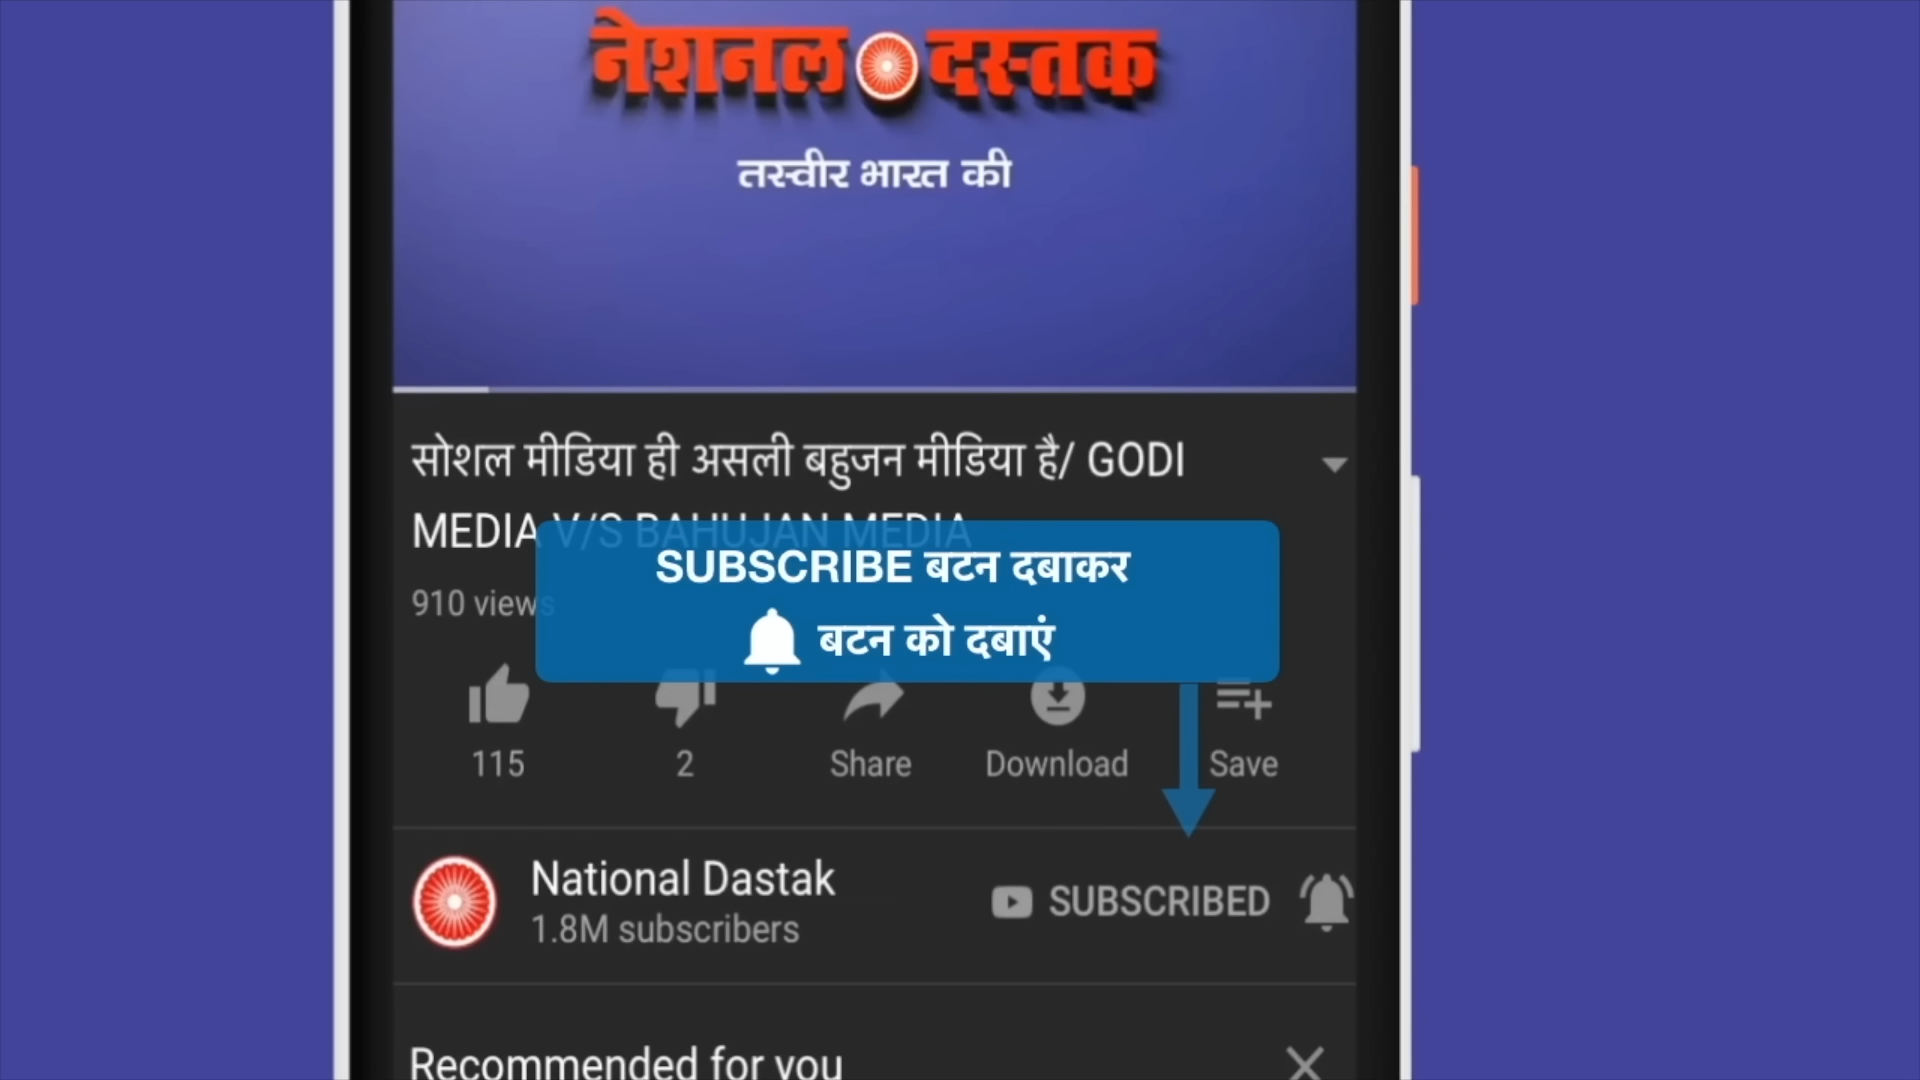 नेशनल दस्तक
तस्वीर भारत की
सोशल मीडिया ही असली बहुजन मीडिया है/ GODI
MEDIA V/S BAHUJAN MEDIA
SUBSCRIBE बटन दबाकर
बटन को दबाएं
910 views
115
2
Share
Download
Save
National Dastak
SUBSCRIBED
1.8M subscribers
Recommended for you